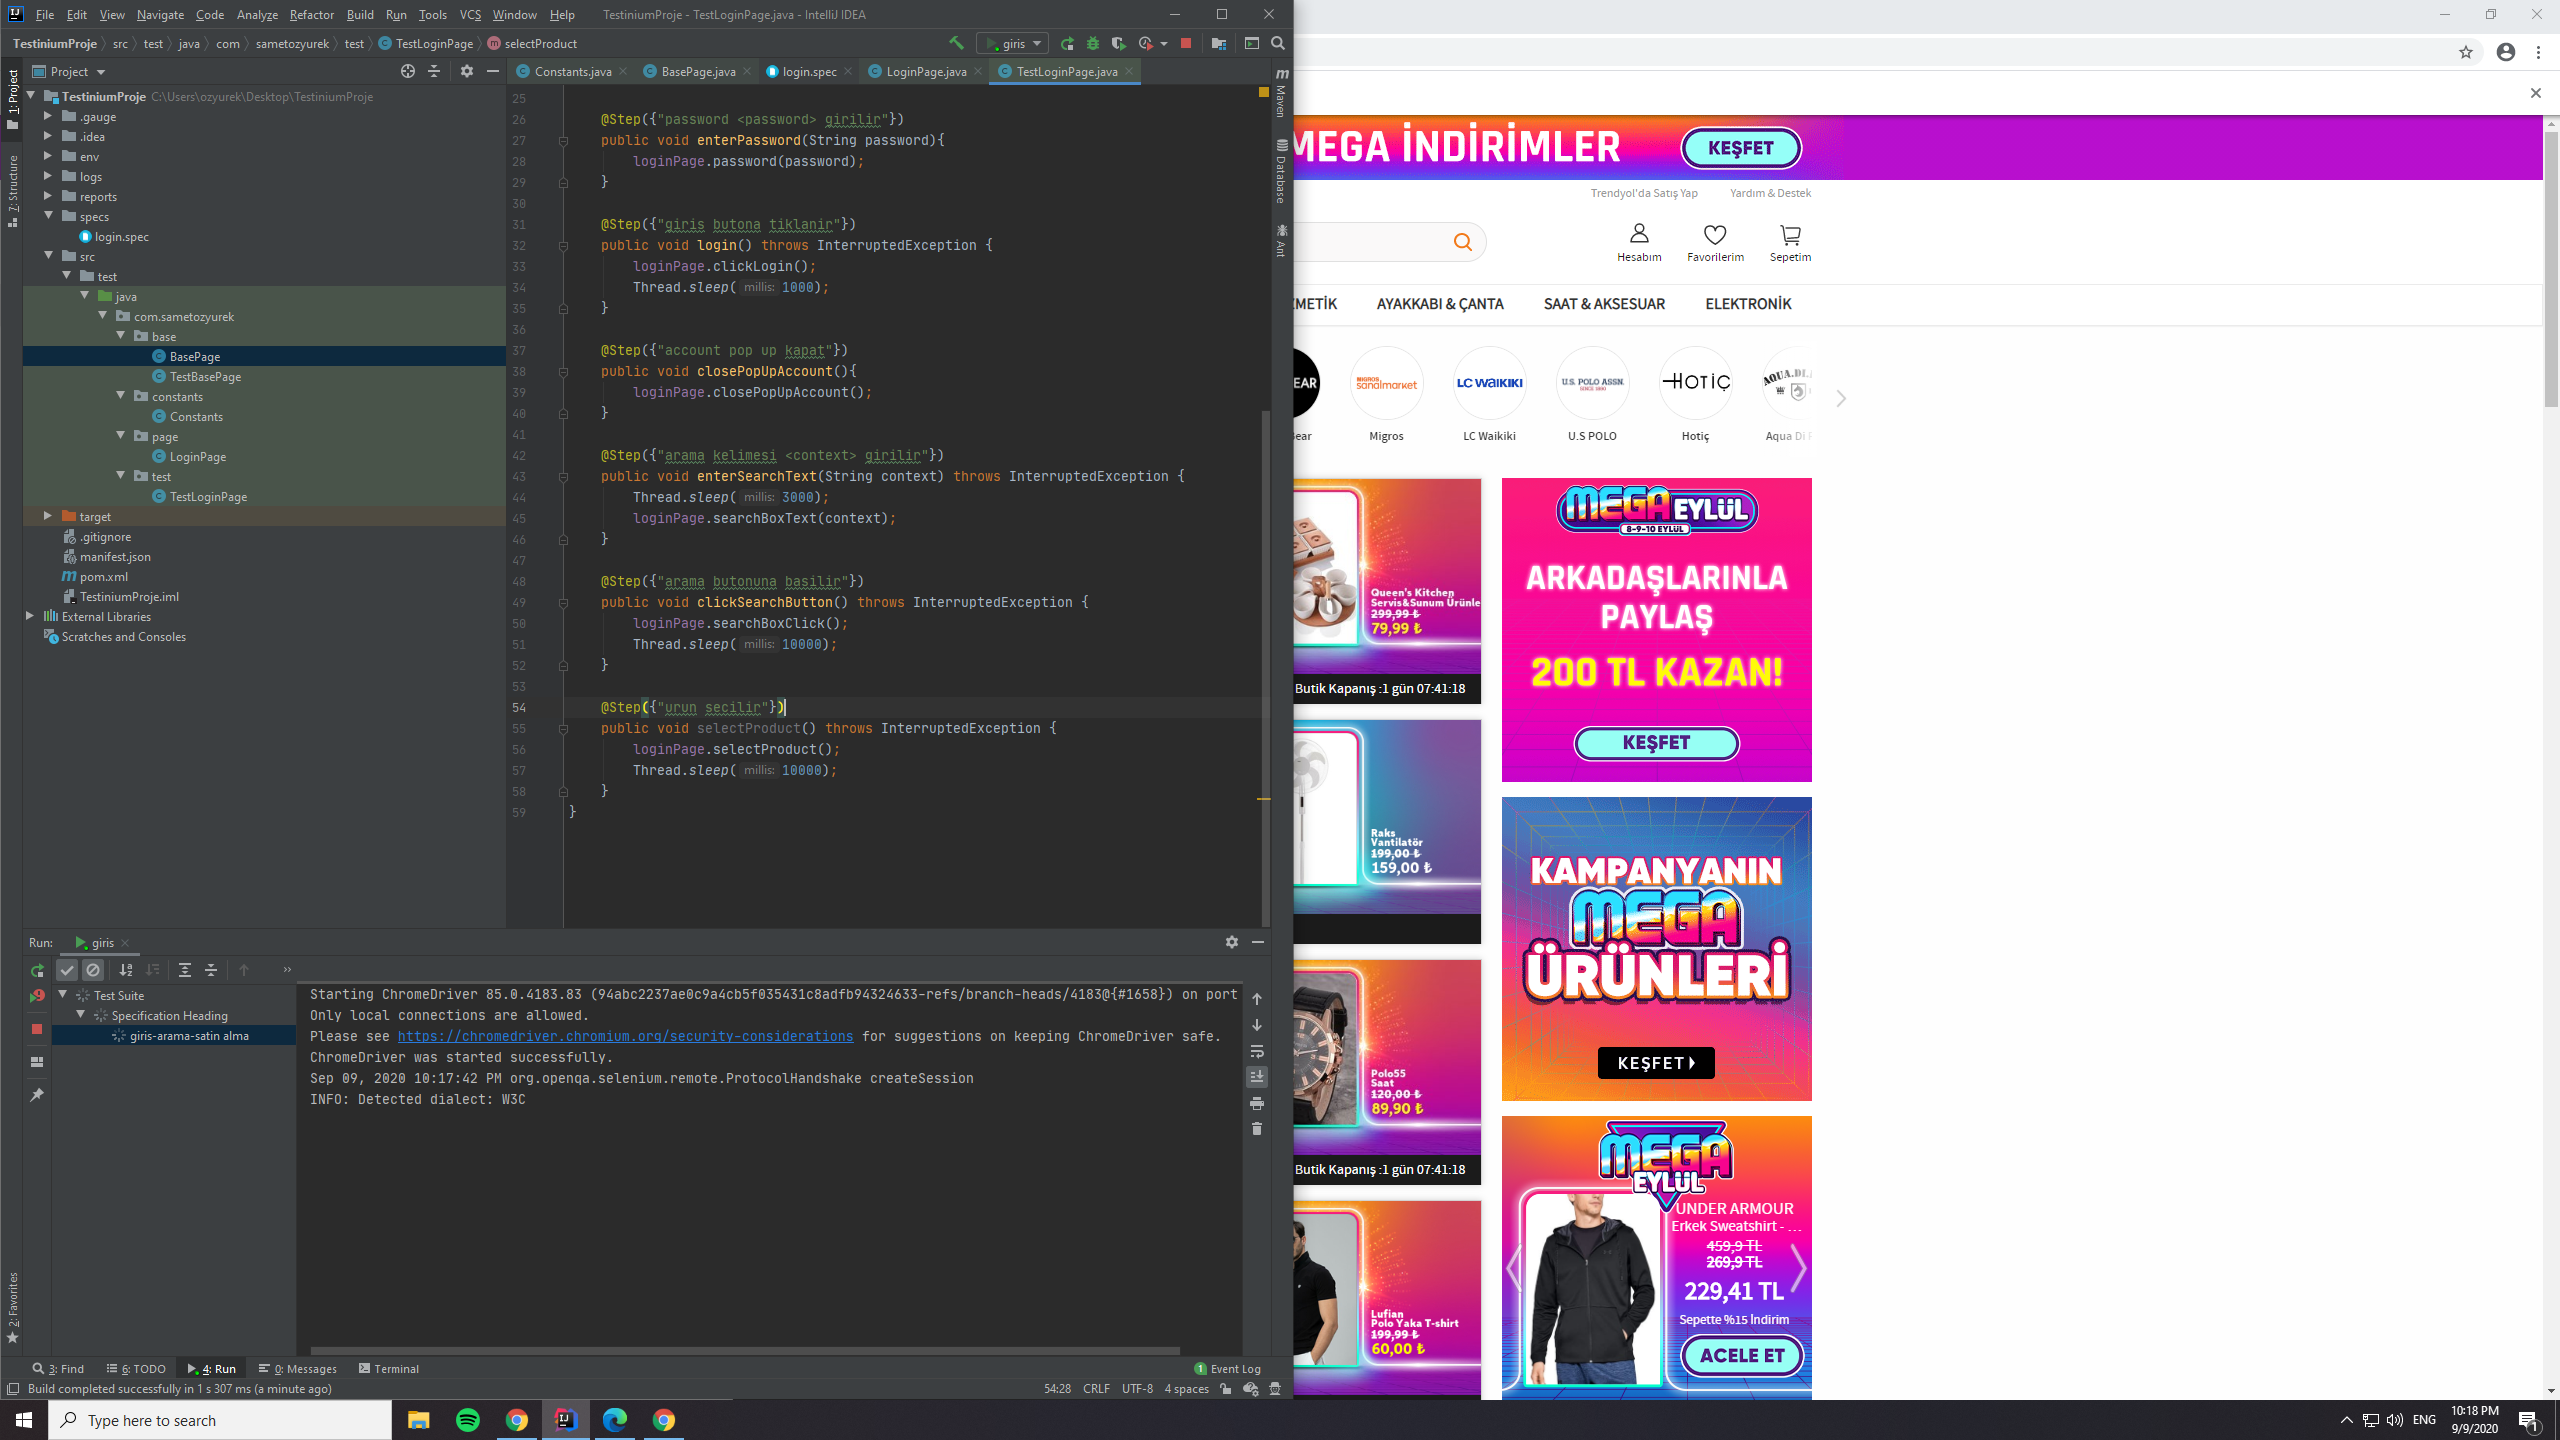 File Edit View Navigate Code Analyze Refactor Build Run Tools VCS Window Help TestiniumProje - TestLoginPage.java - IntelliJ IDEA
TestiniumProje src test java com sametozyurek test TestLoginPage selectProduct giris
Project
Constants.java BasePage.java login.spec LoginPage.java TestLoginPage.java
1: Project
7: Structure
2: Favorites
TestiniumProje C:\Users\ozyurek\Desktop\TestiniumProje
.gauge
.idea
env
logs
reports
specs
login.spec
src
test
java
com.sametozyurek
base
BasePage
TestBasePage
constants
Constants
page
LoginPage
test
TestLoginPage
target
.gitignore
manifest.json
pom.xml
TestiniumProje.iml
External Libraries
Scratches and Consoles
25
26 @Step({"password <password> girilir"})
27 public void enterPassword(String password){
28 loginPage.password(password);
29 }
30
31 @Step({"giris butona tiklanir"})
32 public void login() throws InterruptedException {
33 loginPage.clickLogin();
34 Thread.sleep( millis: 1000);
35 }
36
37 @Step({"account pop up kapat"})
38 public void closePopUpAccount(){
39 loginPage.closePopUpAccount();
40 }
41
42 @Step({"arama kelimesi <context> girilir"})
43 public void enterSearchText(String context) throws InterruptedException {
44 Thread.sleep( millis: 3000);
45 loginPage.searchBoxText(context);
46 }
47
48 @Step({"arama butonuna basilir"})
49 public void clickSearchButton() throws InterruptedException {
50 loginPage.searchBoxClick();
51 Thread.sleep( millis: 10000);
52 }
53
54 @Step({"urun secilir"})
55 public void selectProduct() throws InterruptedException {
56 loginPage.selectProduct();
57 Thread.sleep( millis: 10000);
58 }
59 }
Maven
Database
Ant
Run: giris
Test Suite
Specification Heading
giris-arama-satin alma
Starting ChromeDriver 85.0.4183.83 (94abc2237ae0c9a4cb5f035431c8adfb94324633-refs/branch-heads/4183@{#1658}) on port
Only local connections are allowed.
Please see https://chromedriver.chromium.org/security-considerations for suggestions on keeping ChromeDriver safe.
ChromeDriver was started successfully.
Sep 09, 2020 10:17:42 PM org.openqa.selenium.remote.ProtocolHandshake createSession
INFO: Detected dialect: W3C
3: Find 6: TODO 4: Run 0: Messages Terminal 1 Event Log
Build completed successfully in 1 s 307 ms (a minute ago) 54:28 CRLF UTF-8 4 spaces
MEGA İNDİRİMLER KEŞFET
Trendyol'da Satış Yap Yardım & Destek
Hesabım Favorilerim Sepetim
ZMETİK AYAKKABI & ÇANTA SAAT & AKSESUAR ELEKTRONİK
EAR MIGROS sanalmarket LC WAIKIKI U.S. POLO ASSN. SINCE 1890 HOTİÇ AQUA.DI.
Bear Migros LC Waikiki U.S POLO Hotiç Aqua Di P
Queen's Kitchen
Servis&Sunum Ürünle
299,99 ₺
79,99 ₺
Butik Kapanış :1 gün 07:41:18
Raks
Vantilatör
199,00 ₺
159,00 ₺
Polo55
Saat
120,00 ₺
89,90 ₺
Butik Kapanış :1 gün 07:41:18
Lufian
Polo Yaka T-shirt
199,99 ₺
60,00 ₺
MEGA EYLÜL
8-9-10 EYLÜL
ARKADAŞLARINLA
PAYLAŞ
200 TL KAZAN!
KEŞFET
KAMPANYANIN
MEGA
ÜRÜNLERİ
KEŞFET
MEGA
EYLÜL
UNDER ARMOUR
Erkek Sweatshirt - ...
459,9 TL
269,9 TL
229,41 TL
Sepette %15 İndirim
ACELE ET
Type here to search
ENG
10:18 PM
9/9/2020
1